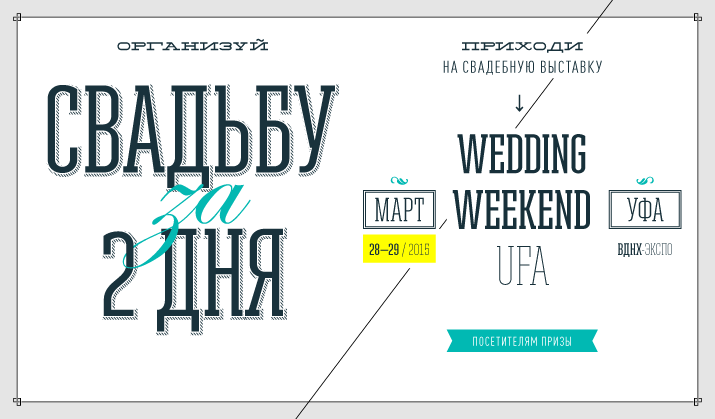 ОРГАНИЗУЙ
СВАДЬБУ
за
2 ДНЯ
ПРИХОДИ
НА СВАДЕБНУЮ ВЫСТАВКУ
WEDDING
WEEKEND
UFA
МАРТ
28—29 / 2015
УФА
ВДНХ-ЭКСПО
ПОСЕТИТЕЛЯМ ПРИЗЫ